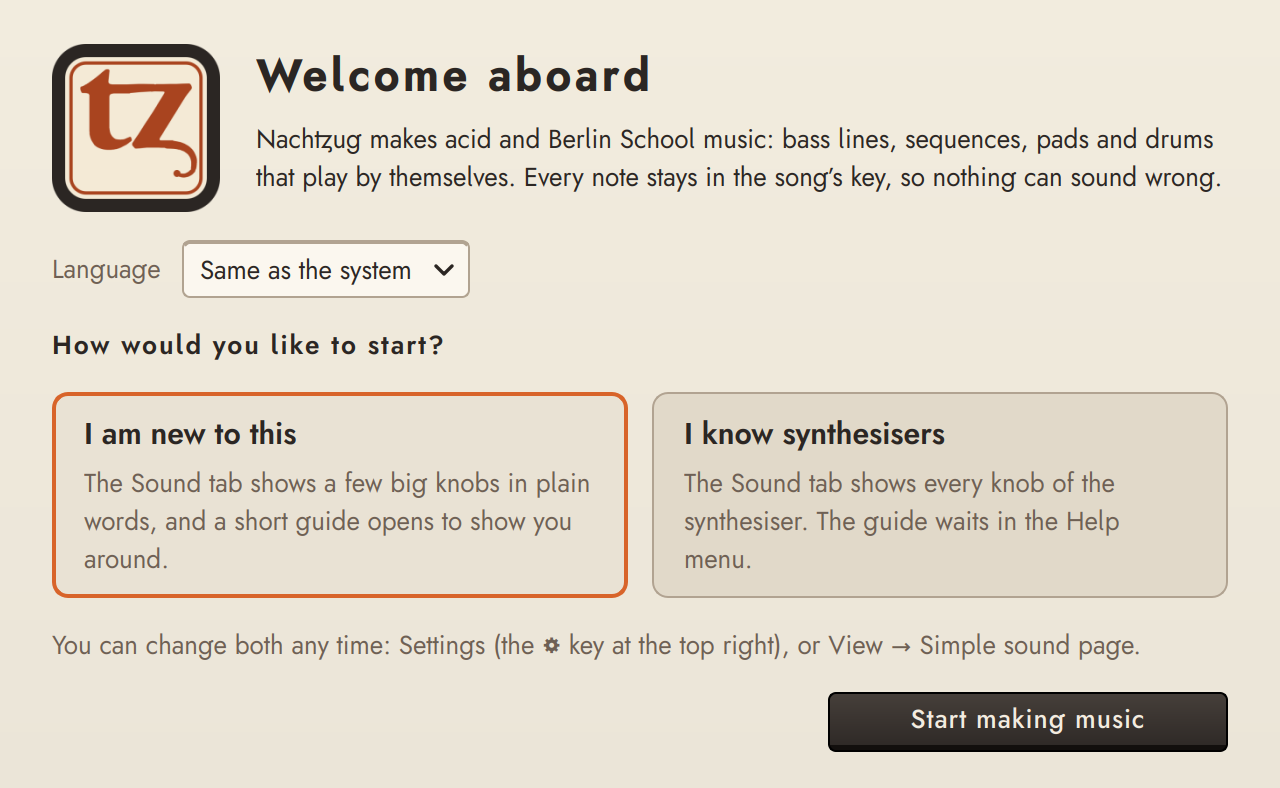 tz
Welcome aboard
Nachtzug makes acid and Berlin School music: bass lines, sequences, pads and drums
that play by themselves. Every note stays in the song’s key, so nothing can sound wrong.
Language
Same as the system
How would you like to start?
I am new to this
The Sound tab shows a few big knobs in plain
words, and a short guide opens to show you
around.
I know synthesisers
The Sound tab shows every knob of the
synthesiser. The guide waits in the Help
menu.
You can change both any time: Settings (the ⚙ key at the top right), or View → Simple sound page.
Start making music